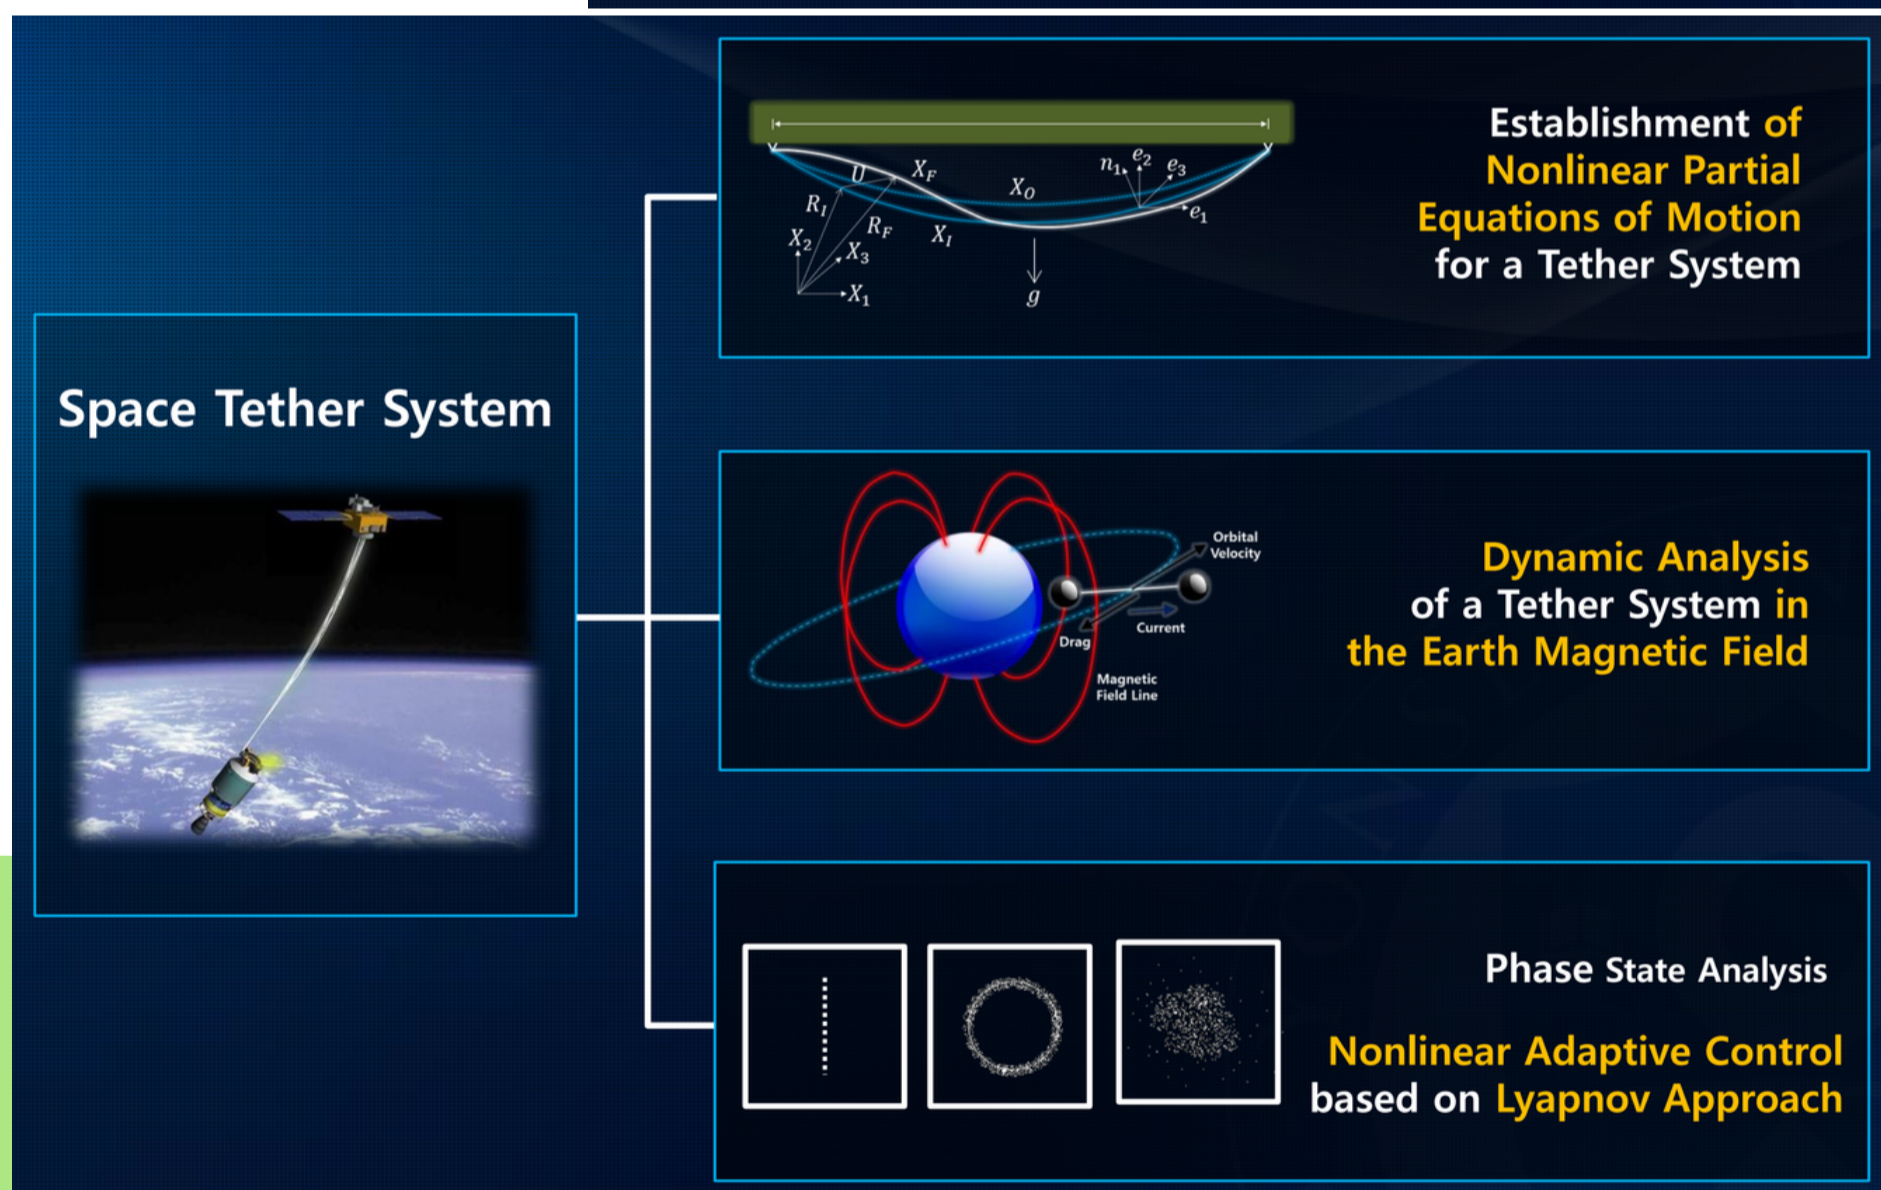 Space Tether System
Establishment of
Nonlinear Partial
Equations of Motion
for a Tether System
U
X_F
X_O
n_1
e_2
e_3
e_1
R_I
R_F
X_I
X_2
X_3
X_1
g
Dynamic Analysis
of a Tether System in
the Earth Magnetic Field
Orbital
Velocity
Current
Drag
Magnetic
Field Line
Phase State Analysis
Nonlinear Adaptive Control
based on Lyapnov Approach